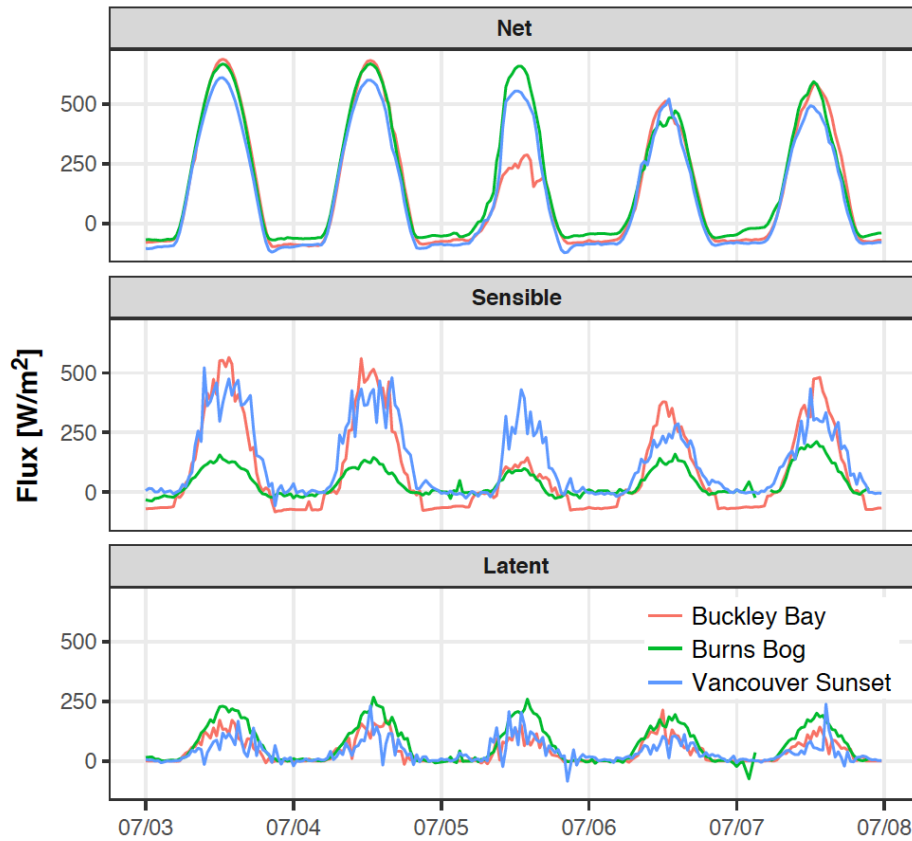 Net
500
250
0
Sensible
500
250
0
Flux [W/m²]
Latent
500
250
0
Buckley Bay
Burns Bog
Vancouver Sunset
07/03 07/04 07/05 07/06 07/07 07/08